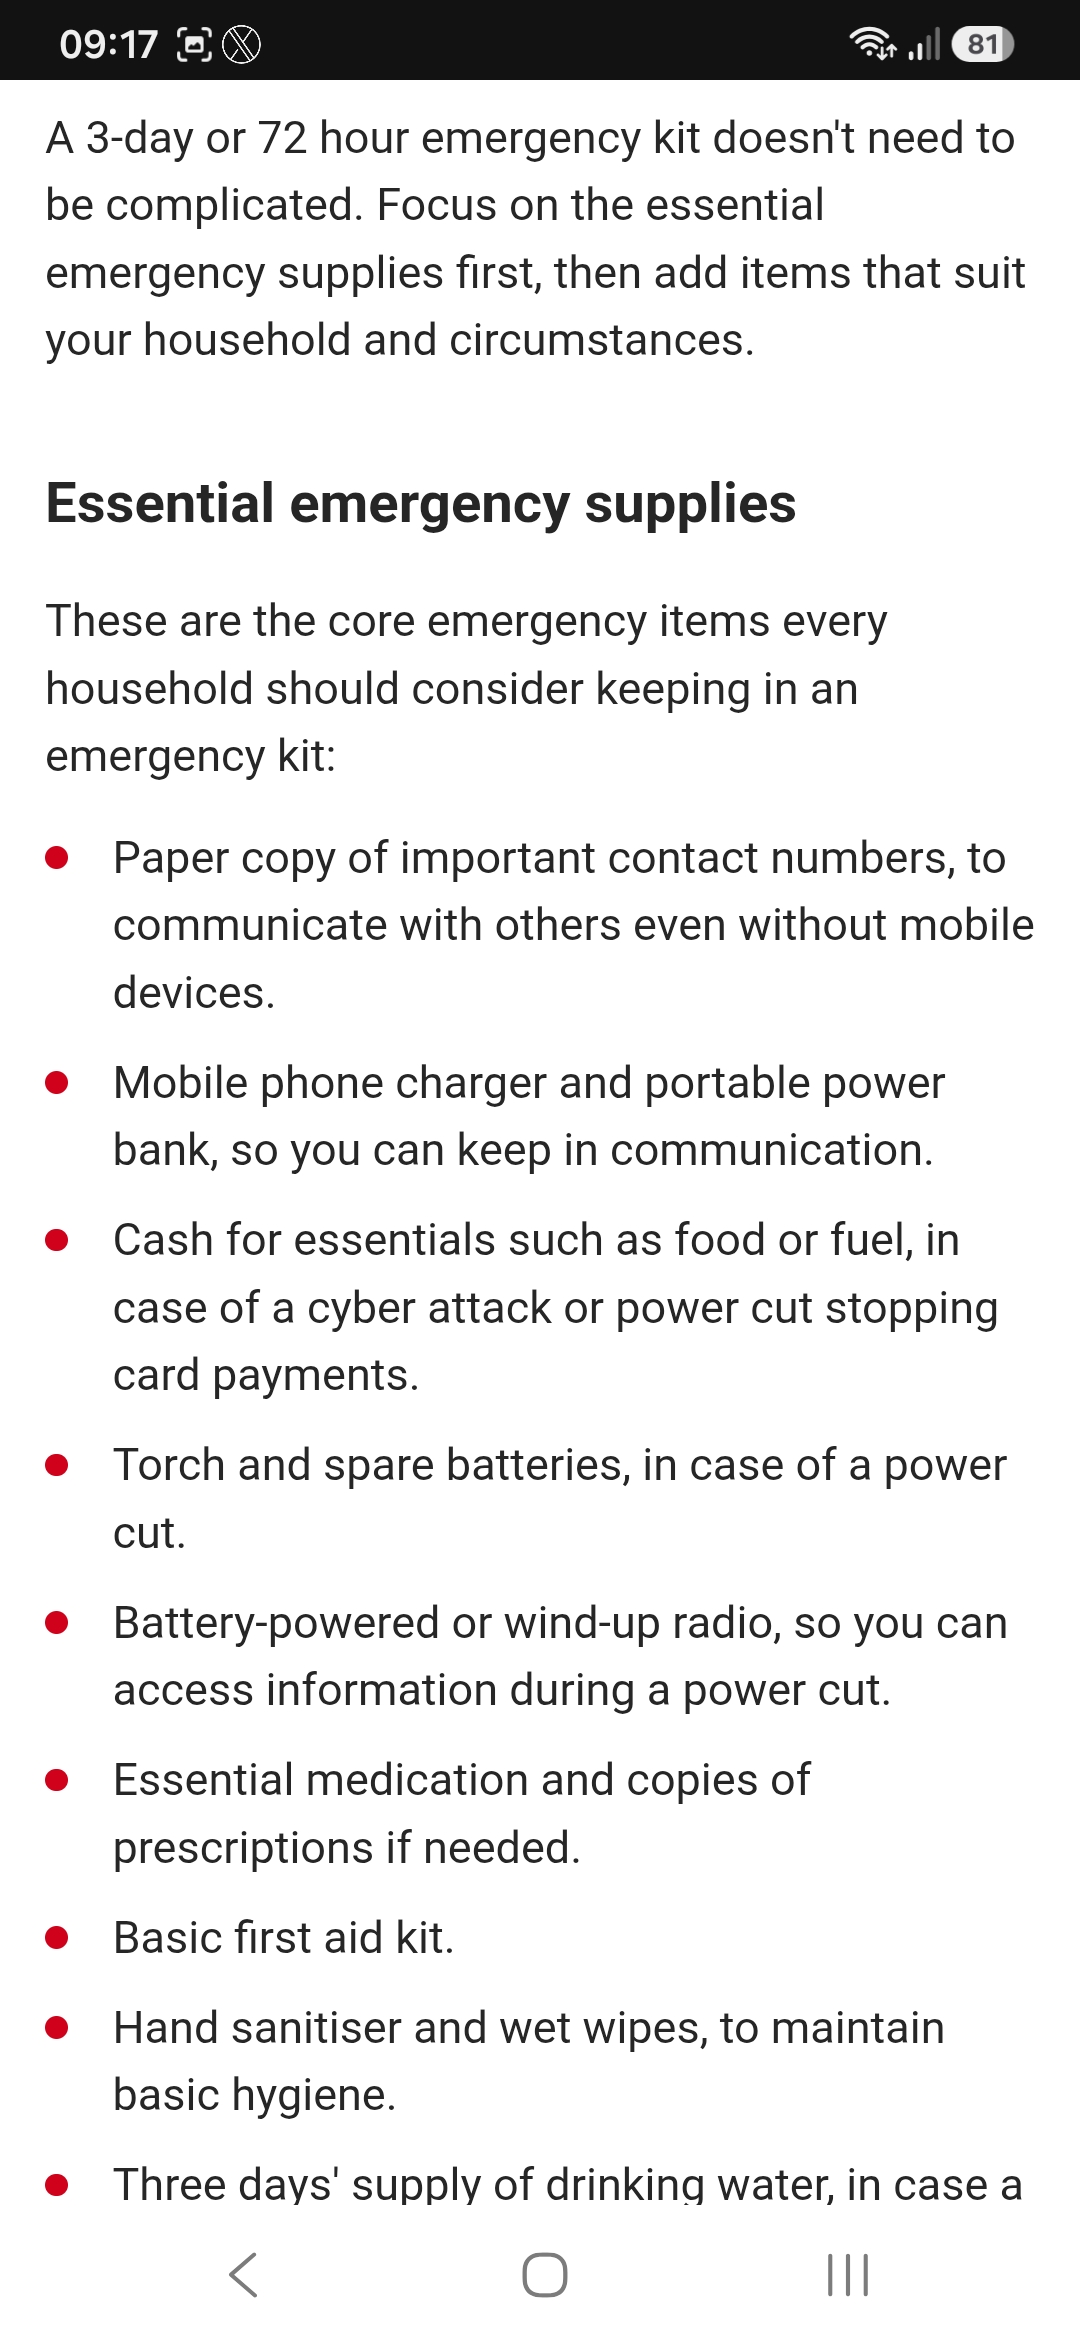 09:17
81
A 3-day or 72 hour emergency kit doesn't need to
be complicated. Focus on the essential
emergency supplies first, then add items that suit
your household and circumstances.
Essential emergency supplies
These are the core emergency items every
household should consider keeping in an
emergency kit:
Paper copy of important contact numbers, to
communicate with others even without mobile
devices.
Mobile phone charger and portable power
bank, so you can keep in communication.
Cash for essentials such as food or fuel, in
case of a cyber attack or power cut stopping
card payments.
Torch and spare batteries, in case of a power
cut.
Battery-powered or wind-up radio, so you can
access information during a power cut.
Essential medication and copies of
prescriptions if needed.
Basic first aid kit.
Hand sanitiser and wet wipes, to maintain
basic hygiene.
Three days' supply of drinking water, in case a